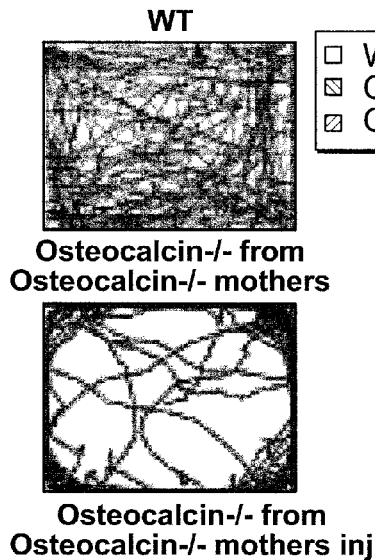 WT
Osteocalcin-/- from
Osteocalcin-/- mothers
Osteocalcin-/- from
Osteocalcin-/- mothers inj